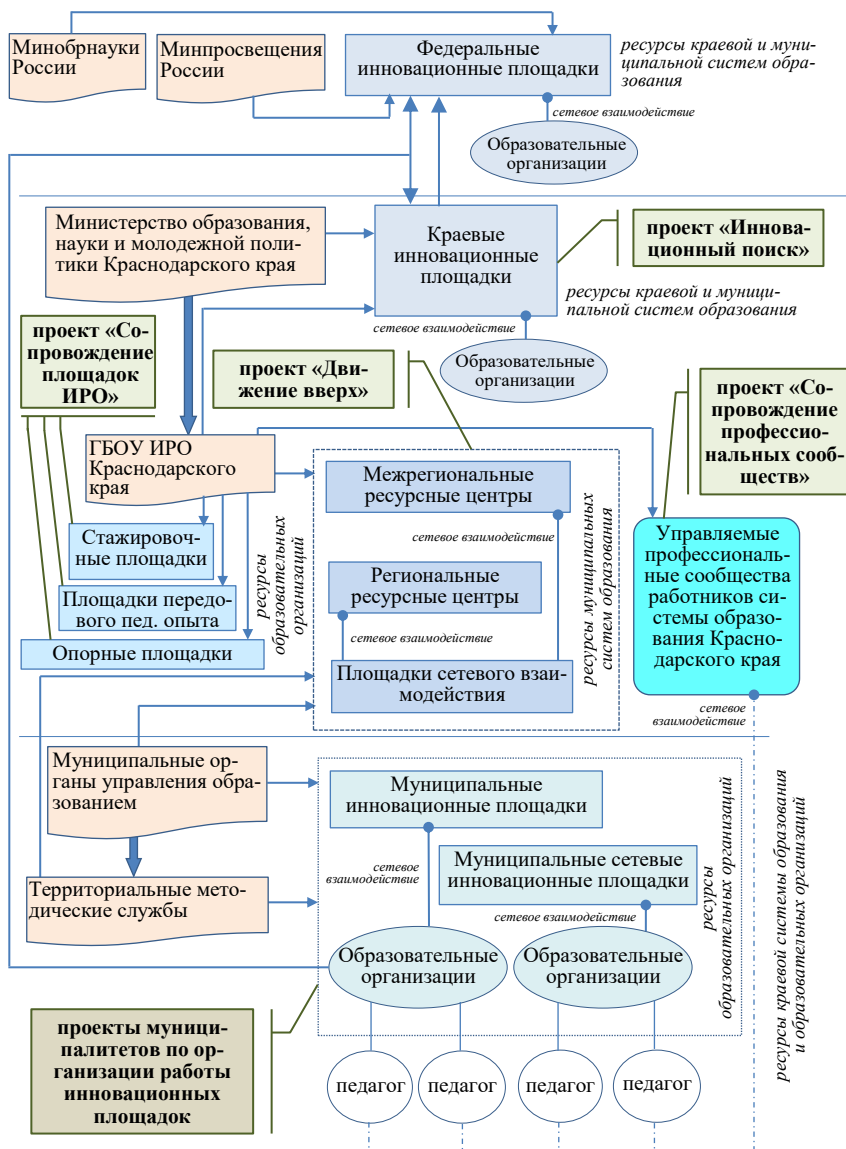 Минобрнауки
России
Минпросвещения
России
Федеральные
инновационные площадки
ресурсы краевой и муни-
ципальной систем обра-
зования
сетевое взаимодействие
Образовательные
организации
Министерство образования,
науки и молодежной поли-
тики Краснодарского края
Краевые
инновационные
площадки
проект «Иннова-
ционный поиск»
ресурсы краевой и муници-
пальной систем образования
сетевое взаимодействие
Образовательные
организации
проект «Со-
провождение
площадок
ИРО»
проект «Дви-
жение вверх»
проект «Со-
провождение
профессио-
нальных сооб-
ществ»
ГБОУ ИРО
Краснодарского
края
Стажировоч-
ные площадки
Площадки передо-
вого пед. опыта
Опорные площадки
ресурсы
образовательных
организаций
Межрегиональные
ресурсные центры
сетевое взаимодействие
Региональные
ресурсные центры
сетевое взаимодействие
Площадки сетевого взаи-
модействия
ресурсы муниципальных
систем образования
Управляемые
профессиональ-
ные сообщества
работников си-
стемы образо-
вания Красно-
дарского края
сетевое
взаимодействие
Муниципальные ор-
ганы управления обра-
зованием
Территориальные мето-
дические службы
Муниципальные
инновационные площадки
сетевое
взаимодействие
Муниципальные сетевые
инновационные площадки
сетевое взаимодействие
Образовательные
организации
Образовательные
организации
ресурсы
образовательных организаций
ресурсы краевой системы образования
и образовательных организаций
проекты муници-
палитетов по ор-
ганизации работы
инновационных
площадок
педагог
педагог
педагог
педагог